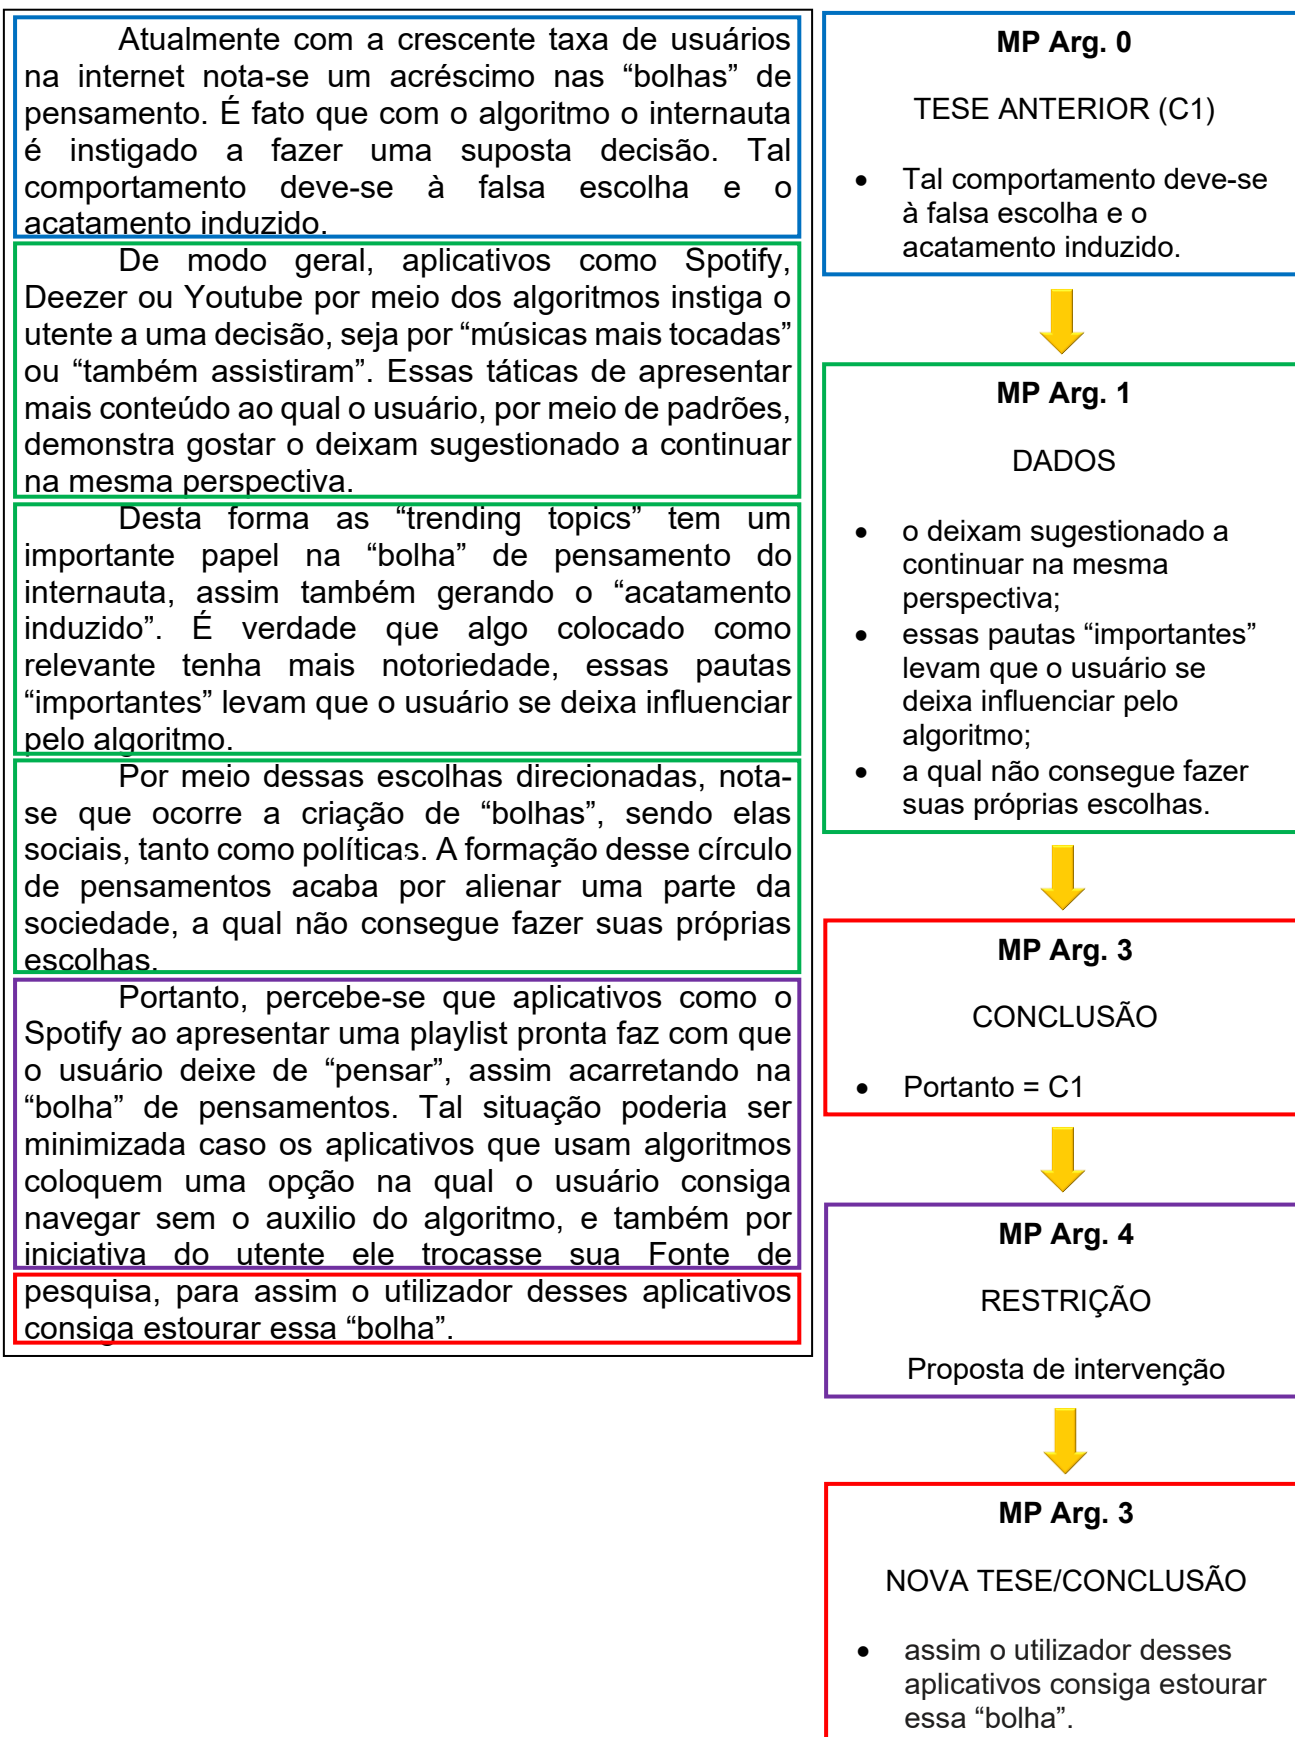 Atualmente com a crescente taxa de usuários
na internet nota-se um acréscimo nas “bolhas” de
pensamento. É fato que com o algoritmo o internauta
é instigado a fazer uma suposta decisão. Tal
comportamento deve-se à falsa escolha e o
acatamento induzido.
De modo geral, aplicativos como Spotify,
Deezer ou Youtube por meio dos algoritmos instiga o
utente a uma decisão, seja por “músicas mais tocadas”
ou “também assistiram”. Essas táticas de apresentar
mais conteúdo ao qual o usuário, por meio de padrões,
demonstra gostar o deixam sugestionado a continuar
na mesma perspectiva.
Desta forma as “trending topics” tem um
importante papel na “bolha” de pensamento do
internauta, assim também gerando o “acatamento
induzido”. É verdade que algo colocado como
relevante tenha mais notoriedade, essas pautas
“importantes” levam que o usuário se deixa influenciar
pelo algoritmo.
Por meio dessas escolhas direcionadas, nota-
se que ocorre a criação de “bolhas”, sendo elas
sociais, tanto como políticas. A formação desse círculo
de pensamentos acaba por alienar uma parte da
sociedade, a qual não consegue fazer suas próprias
escolhas.
Portanto, percebe-se que aplicativos como o
Spotify ao apresentar uma playlist pronta faz com que
o usuário deixe de “pensar”, assim acarretando na
“bolha” de pensamentos. Tal situação poderia ser
minimizada caso os aplicativos que usam algoritmos
coloquem uma opção na qual o usuário consiga
navegar sem o auxilio do algoritmo, e também por
iniciativa do utente ele trocasse sua Fonte de
pesquisa, para assim o utilizador desses aplicativos
consiga estourar essa “bolha”.
MP Arg. 0
TESE ANTERIOR (C1)
• Tal comportamento deve-se
à falsa escolha e o
acatamento induzido.
MP Arg. 1
DADOS
• o deixam sugestionado a
continuar na mesma
perspectiva;
• essas pautas “importantes”
levam que o usuário se
deixa influenciar pelo
algoritmo;
• a qual não consegue fazer
suas próprias escolhas.
MP Arg. 3
CONCLUSÃO
• Portanto = C1
MP Arg. 4
RESTRIÇÃO
Proposta de intervenção
MP Arg. 3
NOVA TESE/CONCLUSÃO
• assim o utilizador desses
aplicativos consiga estourar
essa “bolha”.